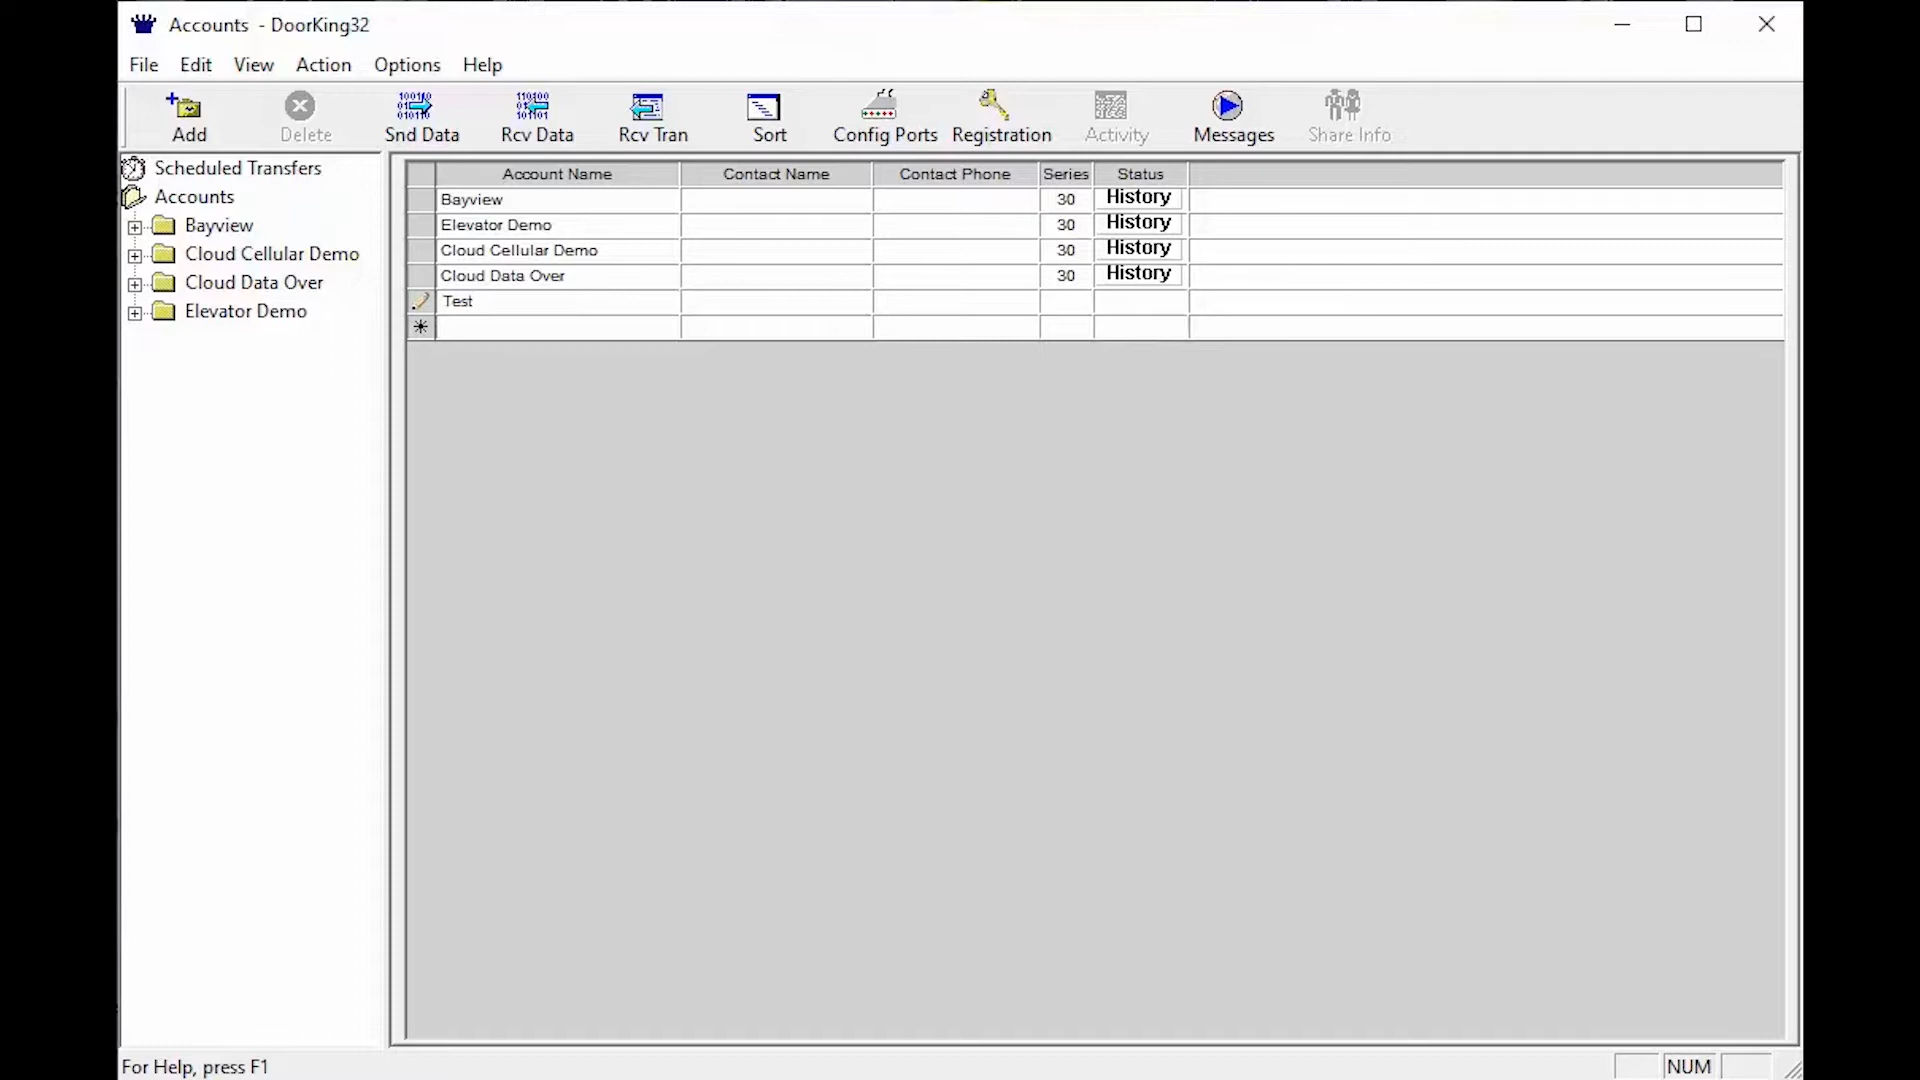 Accounts - DoorKing32
File Edit View Action Options Help
Add Delete Snd Data Rcv Data Rcv Tran Sort Config Ports Registration Activity Messages Share Info
Scheduled Transfers
Accounts
Bayview
Cloud Cellular Demo
Cloud Data Over
Elevator Demo
Account Name Contact Name Contact Phone Series Status
Bayview 30 History
Elevator Demo 30 History
Cloud Cellular Demo 30 History
Cloud Data Over 30 History
Test
For Help, press F1
NUM